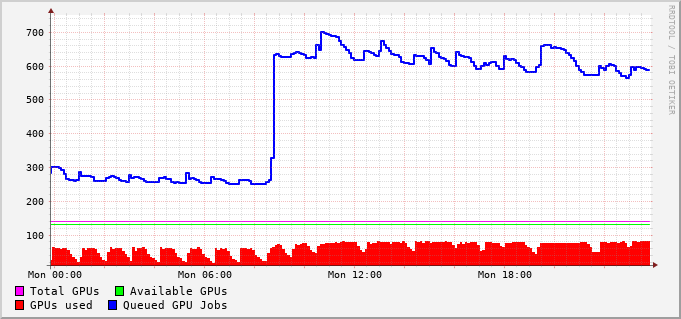 700
600
500
400
300
200
100
Mon 00:00 Mon 06:00 Mon 12:00 Mon 18:00
Total GPUs Available GPUs
GPUs used Queued GPU Jobs
RRDTOOL / TOBI OETIKER